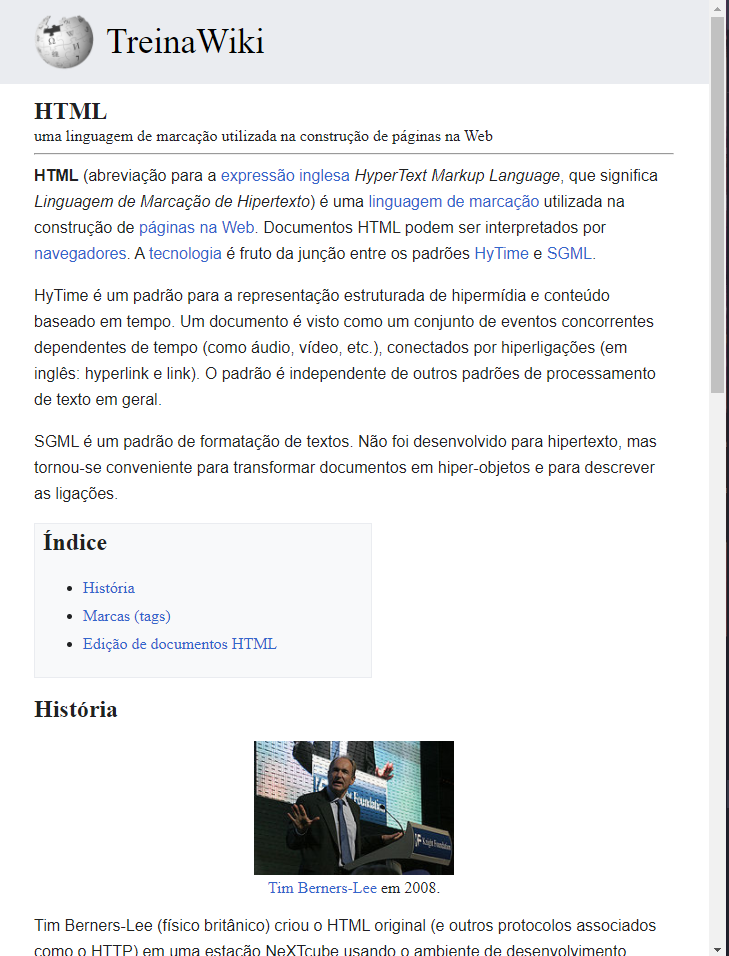 TreinaWiki
HTML
uma linguagem de marcação utilizada na construção de páginas na Web
HTML (abreviação para a expressão inglesa HyperText Markup Language, que significa
Linguagem de Marcação de Hipertexto) é uma linguagem de marcação utilizada na
construção de páginas na Web. Documentos HTML podem ser interpretados por
navegadores. A tecnologia é fruto da junção entre os padrões HyTime e SGML.
HyTime é um padrão para a representação estruturada de hipermídia e conteúdo
baseado em tempo. Um documento é visto como um conjunto de eventos concorrentes
dependentes de tempo (como áudio, vídeo, etc.), conectados por hiperligações (em
inglês: hyperlink e link). O padrão é independente de outros padrões de processamento
de texto em geral.
SGML é um padrão de formatação de textos. Não foi desenvolvido para hipertexto, mas
tornou-se conveniente para transformar documentos em hiper-objetos e para descrever
as ligações.
Índice
História
Marcas (tags)
Edição de documentos HTML
História
Knight Foundation
Knight Foundation
Tim Berners-Lee em 2008.
Tim Berners-Lee (físico britânico) criou o HTML original (e outros protocolos associados
como o HTTP) em uma estação NeXTcube usando o ambiente de desenvolvimento